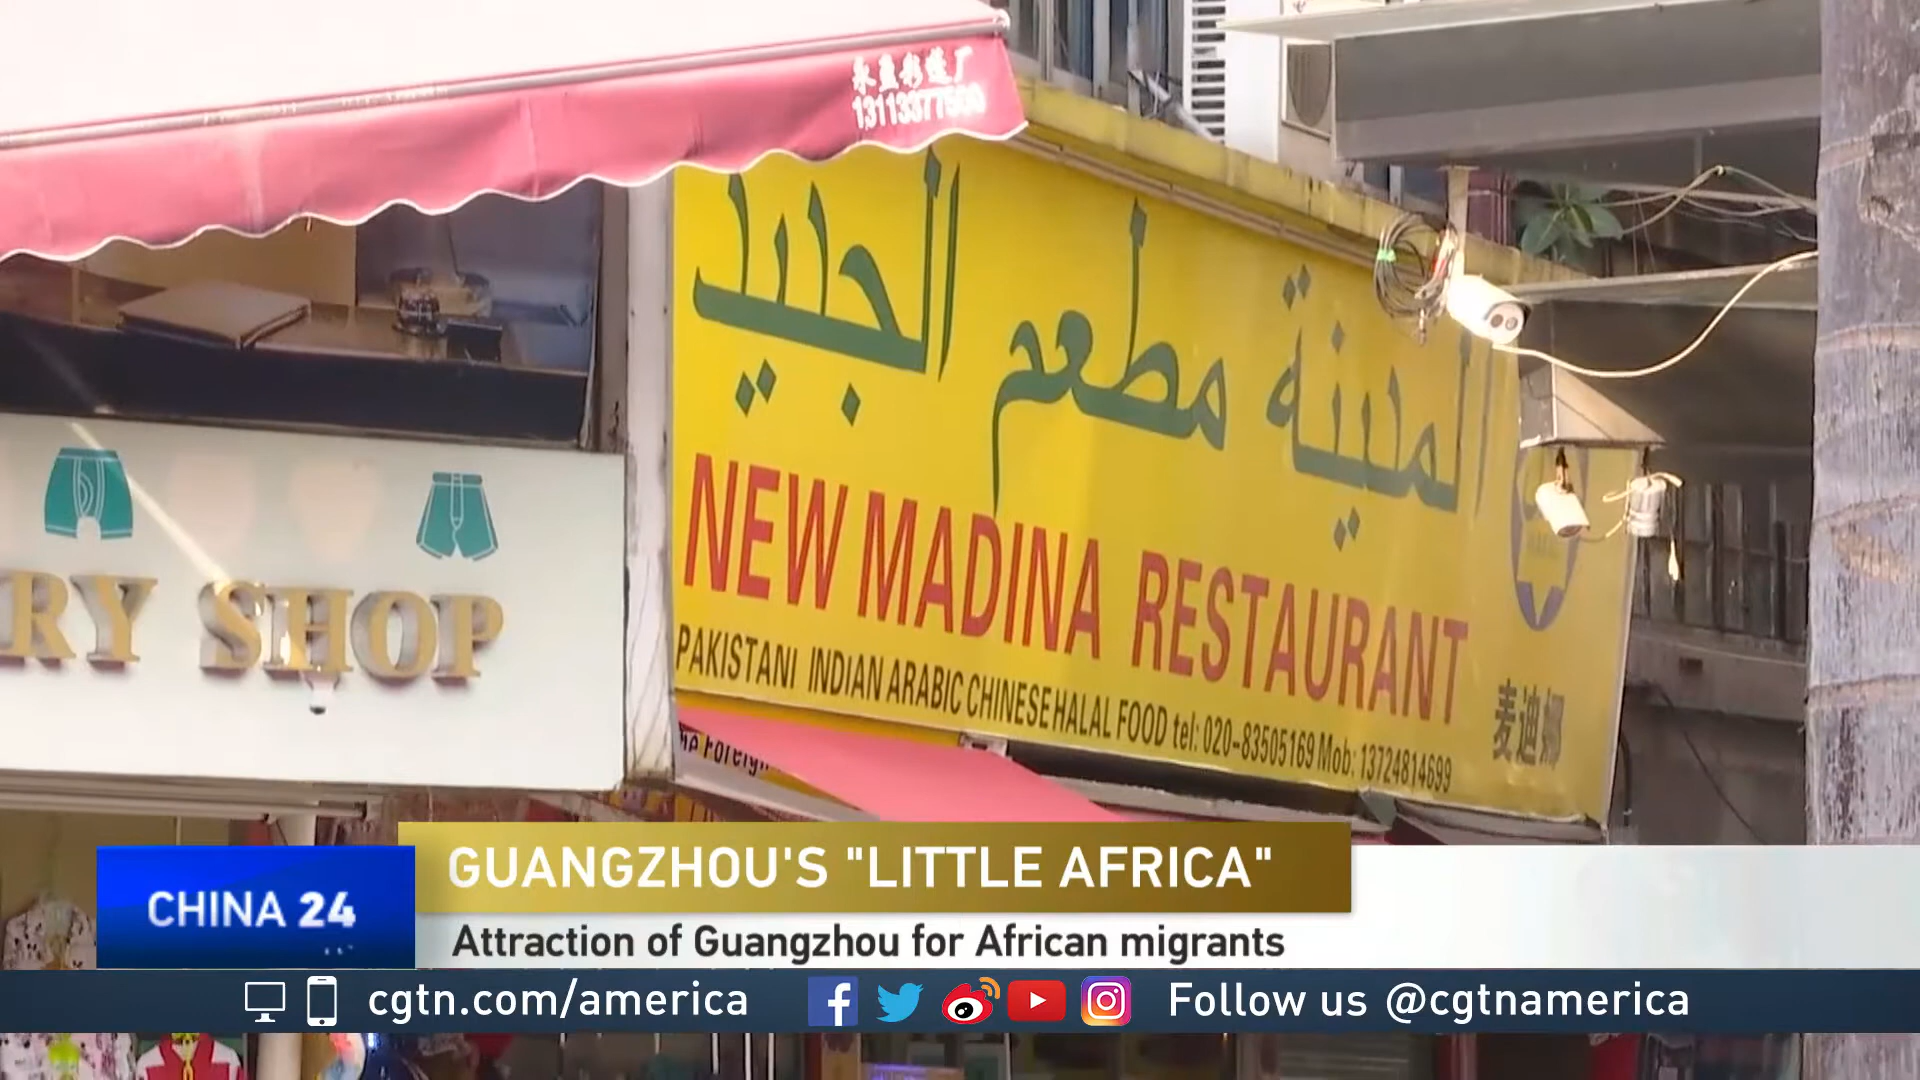 المدينة مطعم الجديد
NEW MADINA RESTAURANT
PAKISTANI INDIAN ARABIC CHINESE HALAL FOOD tel: 020-83505169 Mob: 13724814699
麦迪娜
RY SHOP
GUANGZHOU'S "LITTLE AFRICA"
CHINA 24
Attraction of Guangzhou for African migrants
cgtn.com/america Follow us @cgtnamerica